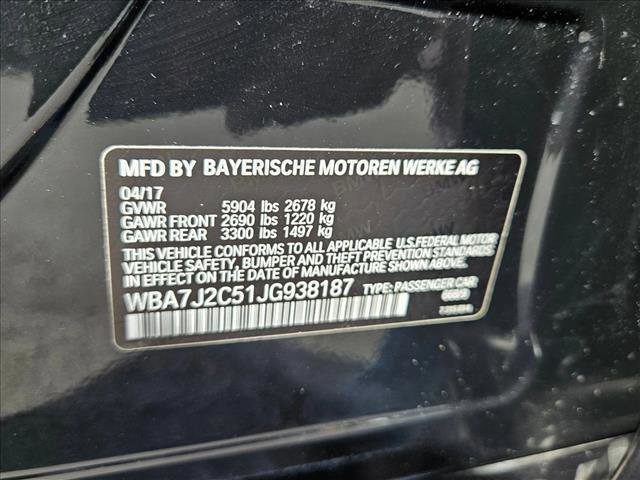 MFD BY BAYERISCHE MOTOREN WERKE AG
04/17
GVWR 5904 lbs 2678 kg
GAWR FRONT 2690 lbs 1220 kg
GAWR REAR 3300 lbs 1497 kg
THIS VEHICLE CONFORMS TO ALL APPLICABLE U.S. FEDERAL MOTOR
VEHICLE SAFETY, BUMPER, AND THEFT PREVENTION STANDARDS
IN EFFECT ON THE DATE OF MANUFACTURE SHOWN ABOVE.
WBA7J2C51JG938187 TYPE: PASSENGER CAR